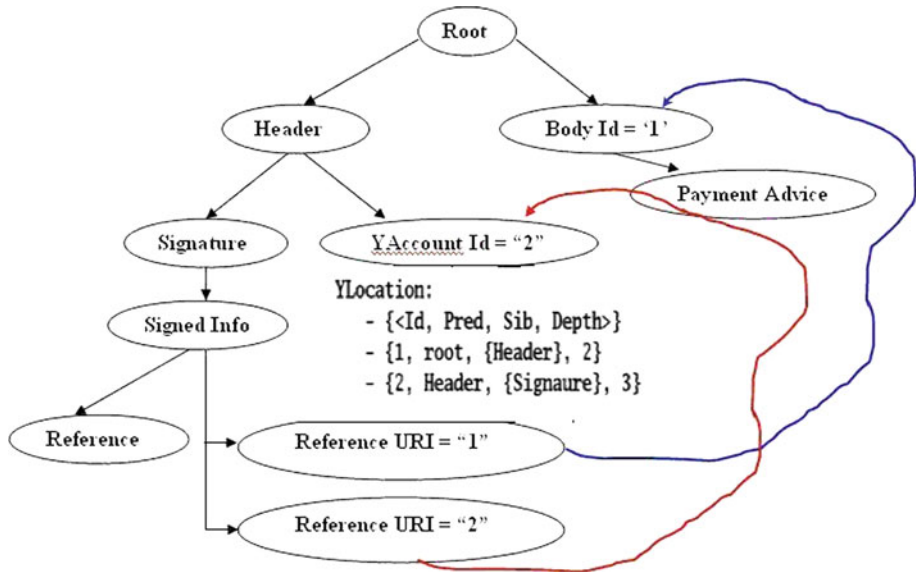 Root
Header
Body Id = ‘1’
Payment Advice
Signature
YAccount Id = “2”
Signed Info
YLocation:
- {<Id, Pred, Sib, Depth>}
- {1, root, {Header}, 2}
- {2, Header, {Signaure}, 3}
Reference
Reference URI = “1”
Reference URI = “2”